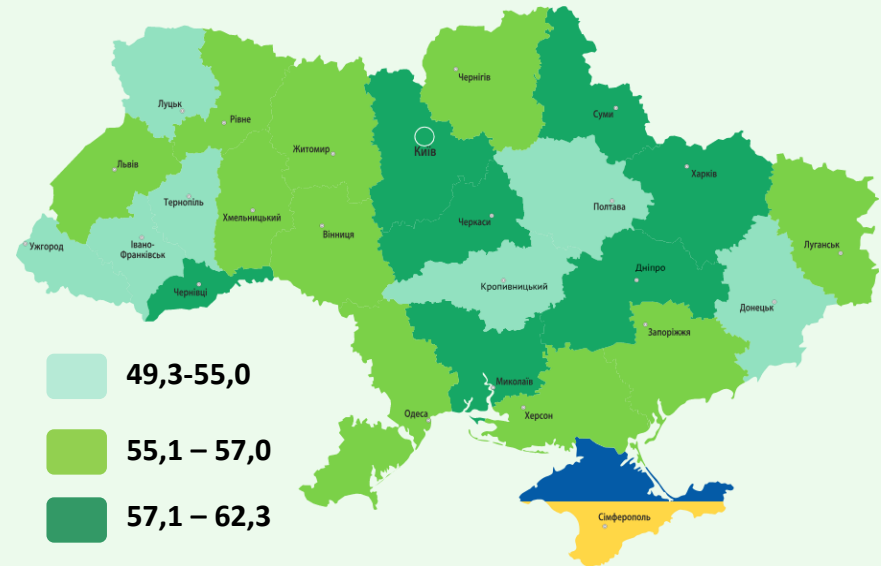 Чернігів
Луцьк
Суми
Рівне
Київ
Житомир
Львів
Харків
Тернопіль
Полтава
Хмельницький
Черкаси
Вінниця
Ужгород
Івано-
Франківськ
Луганськ
Дніпро
Кропивницький
Чернівці
Донецьк
Запоріжжя
49,3-55,0
Миколаїв
Одеса
Херсон
55,1 – 57,0
57,1 – 62,3
Сімферополь